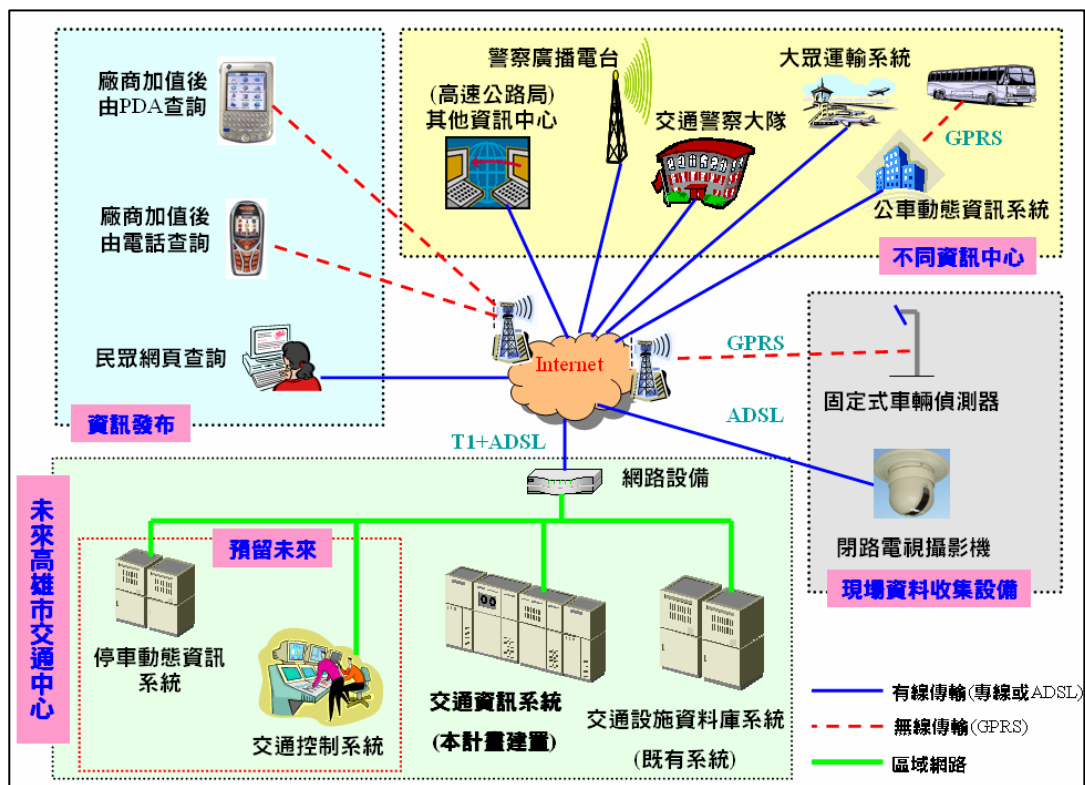 廠商加值後
由PDA查詢
廠商加值後
由電話查詢
民眾網頁查詢
資訊發布
警察廣播電台
(高速公路局)
其他資訊中心
交通警察大隊
大眾運輸系統
GPRS
公車動態資訊系統
不同資訊中心
Internet
GPRS
固定式車輛偵測器
ADSL
閉路電視攝影機
現場資料收集設備
T1+ADSL
網路設備
未來高雄市交通中心
預留未來
停車動態資訊
系統
交通控制系統
交通資訊系統
(本計畫建置)
交通設施資料庫系統
(既有系統)
有線傳輸(專線或ADSL)
無線傳輸(GPRS)
區域網路